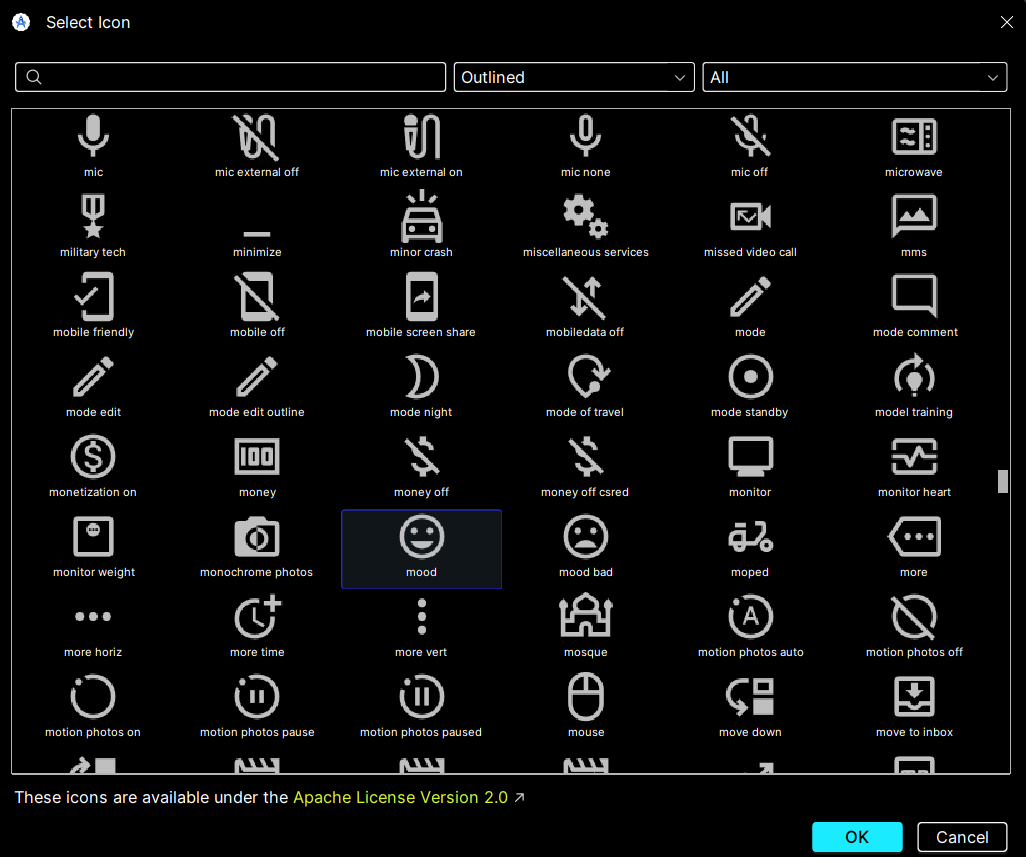 Select Icon
Outlined All
mic mic external off mic external on mic none mic off microwave
military tech minimize minor crash miscellaneous services missed video call mms
mobile friendly mobile off mobile screen share mobiledata off mode mode comment
mode edit mode edit outline mode night mode of travel mode standby model training
monetization on money money off money off csred monitor monitor heart
monitor weight monochrome photos mood mood bad moped more
more horiz more time more vert mosque motion photos auto motion photos off
motion photos on motion photos pause motion photos paused mouse move down move to inbox
These icons are available under the Apache License Version 2.0
OK Cancel